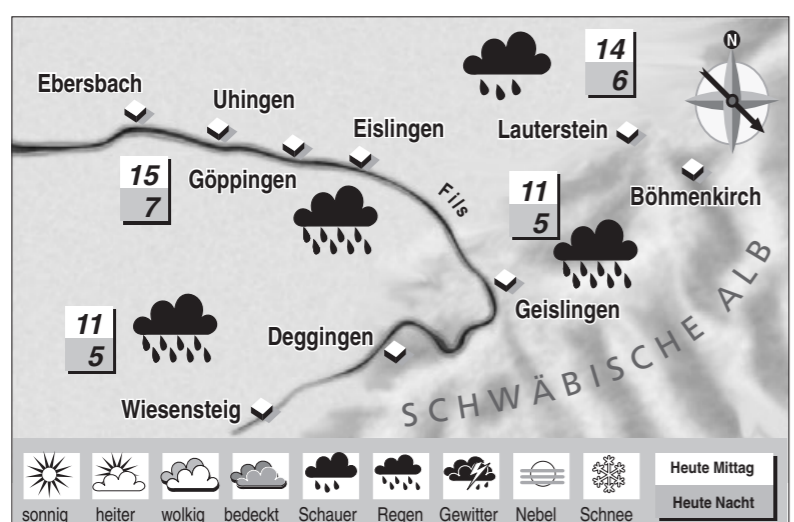 N
14
6
Ebersbach
Uhingen
Eislingen
Lauterstein
15
7
Göppingen
Fils
11
5
Böhmenkirch
Geislingen
11
5
Deggingen
Wiesensteig
SCHWÄBISCHE ALB
sonnig heiter wolkig bedeckt Schauer Regen Gewitter Nebel Schnee
Heute Mittag
Heute Nacht